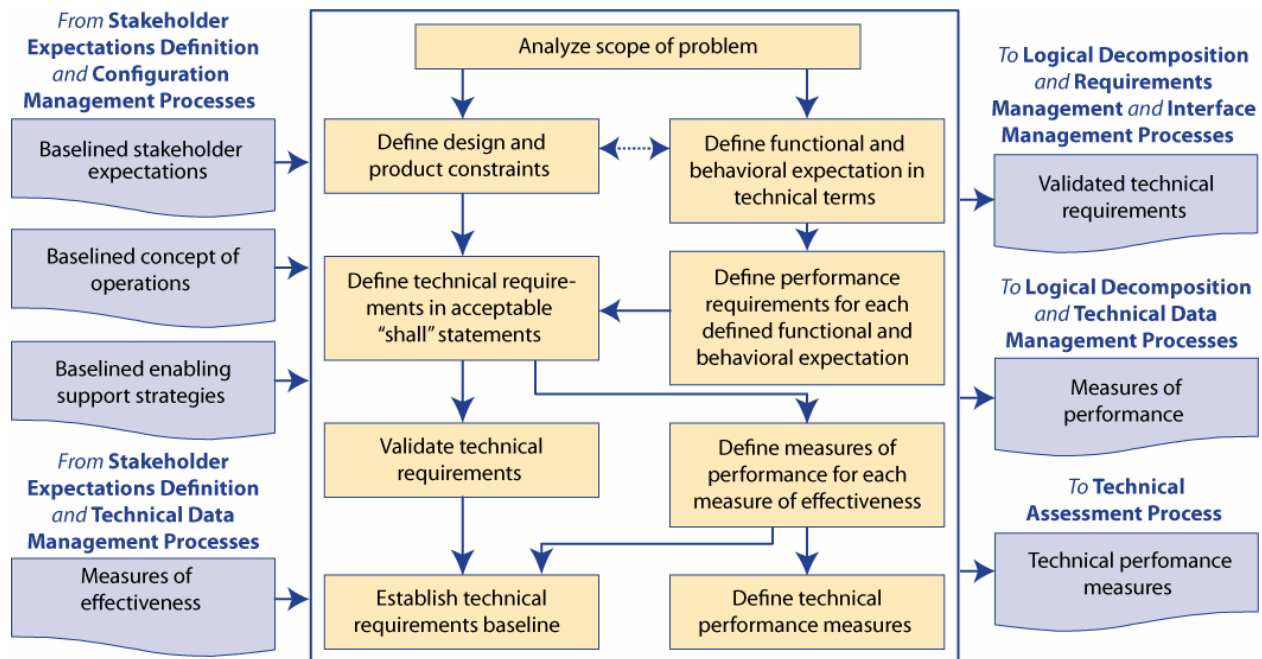 From Stakeholder
Expectations Definition
and Configuration
Management Processes
Baselined stakeholder
expectations
Baselined concept of
operations
Baselined enabling
support strategies
From Stakeholder
Expectations Definition
and Technical Data
Management Processes
Measures of
effectiveness
Analyze scope of problem
Define design and
product constraints
Define functional and
behavioral expectation in
technical terms
Define technical require-
ments in acceptable
“shall” statements
Define performance
requirements for each
defined functional and
behavioral expectation
Validate technical
requirements
Define measures of
performance for each
measure of effectiveness
Establish technical
requirements baseline
Define technical
performance measures
To Logical Decomposition
and Requirements
Management and Interface
Management Processes
Validated technical
requirements
To Logical Decomposition
and Technical Data
Management Processes
Measures of
performance
To Technical
Assessment Process
Technical perfomance
measures